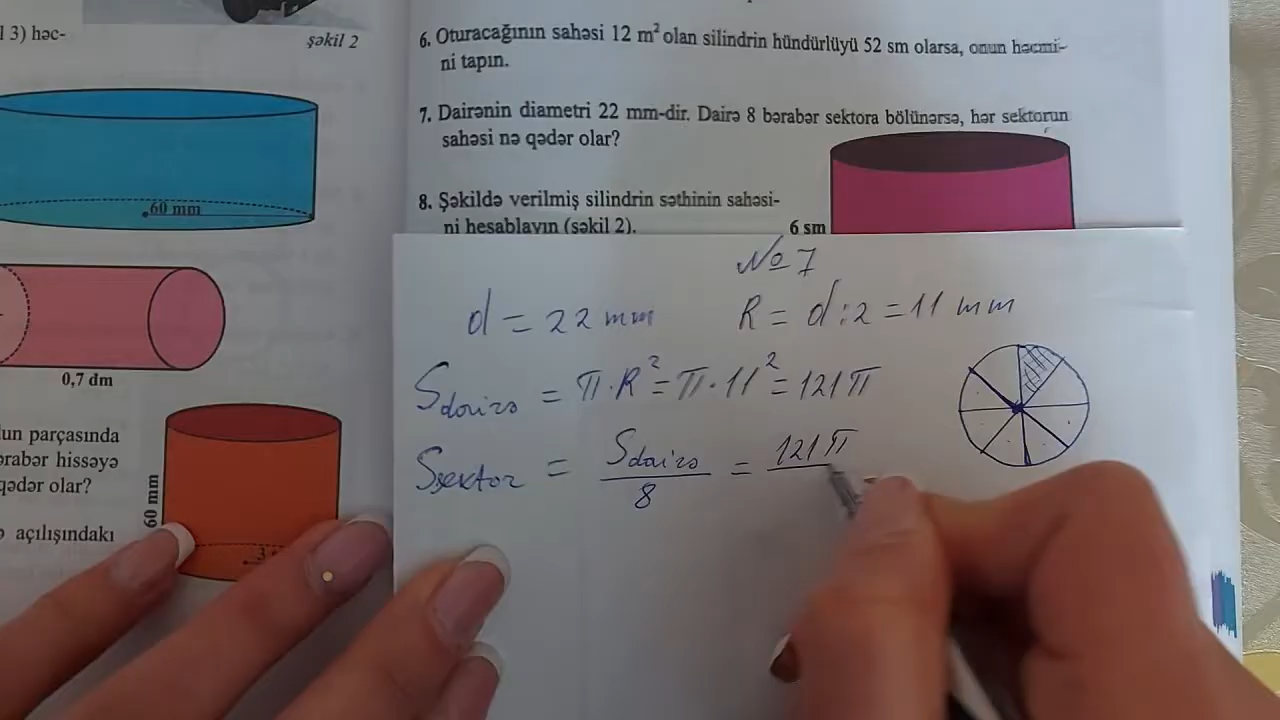 l 3) həc-
şəkil 2
60 mm
0,7 dm
un parçasında
ərabər hissəyə
qədər olar?
ə açılışındakı
60 mm
3
6. Oturacağının sahəsi 12 m² olan silindrin hündürlüyü 52 sm olarsa, onun həcmi-
ni tapın.
7. Dairənin diametri 22 mm-dir. Dairə 8 bərabər sektora bölünərsə, hər sektorun
sahəsi nə qədər olar?
8. Şəkildə verilmiş silindrin səthinin sahəsi-
ni hesablayın (şəkil 2).
6 sm
№ 7
d = 22 mm R = d : 2 = 11 mm
Sdairə = π · R² = π · 11² = 121π
Ssektor = Sdairə/8 = 121π